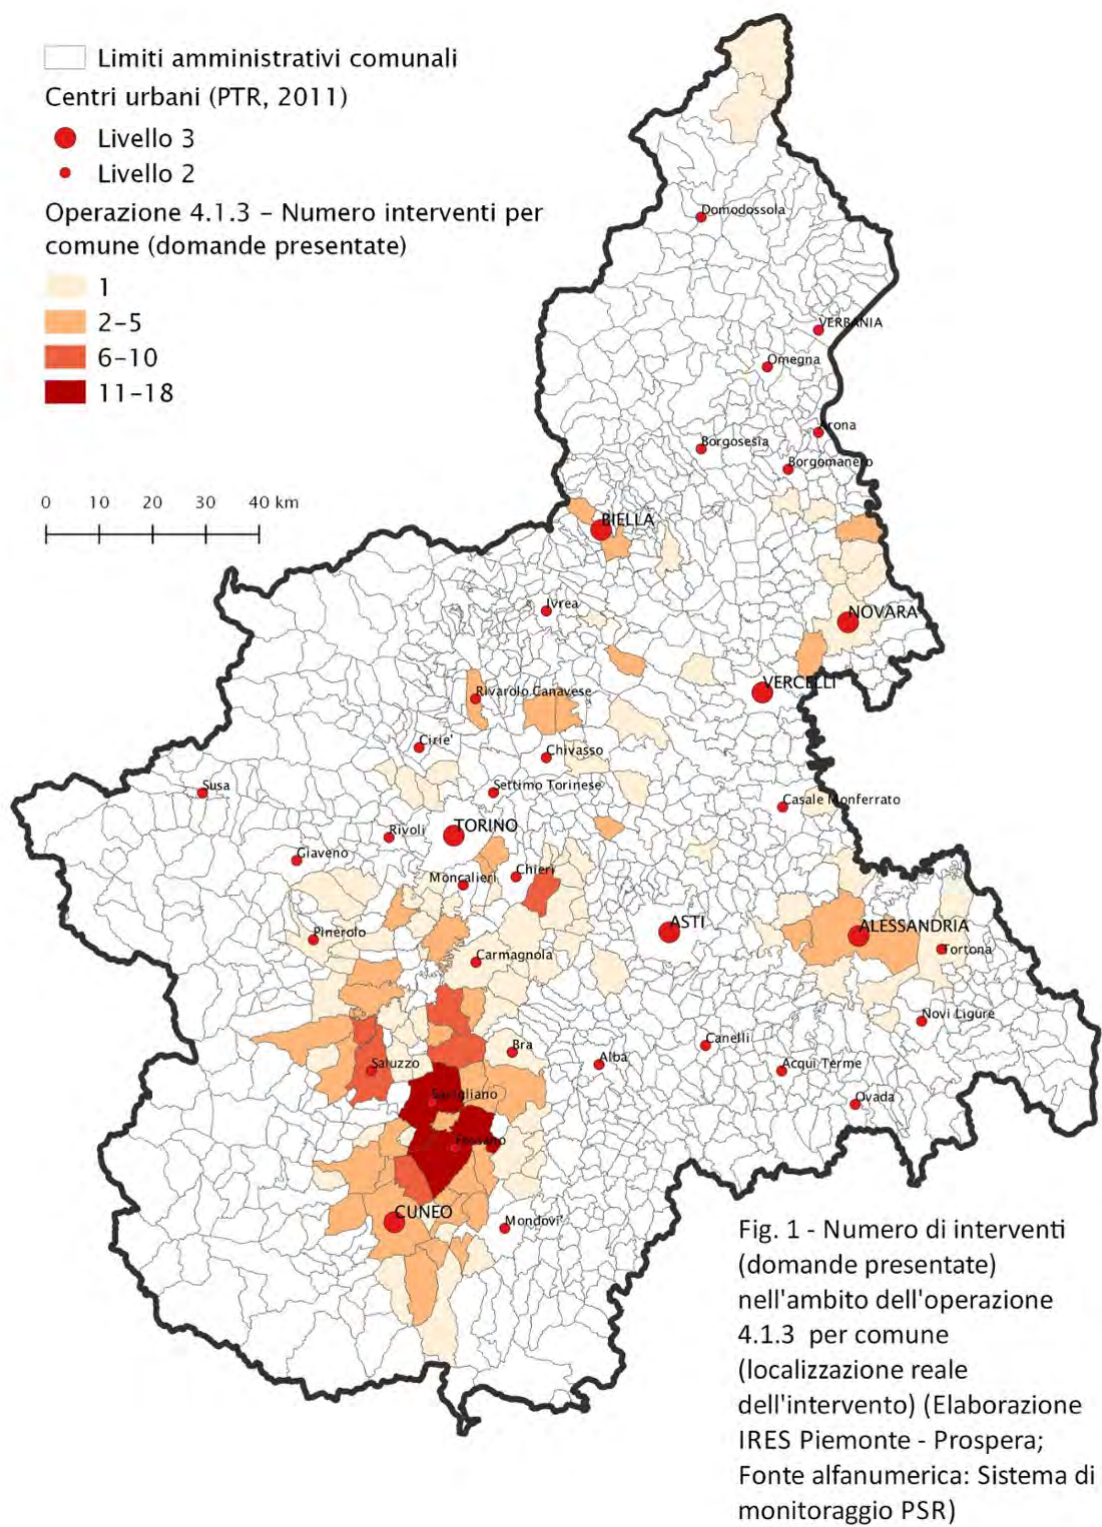 Limiti amministrativi comunali
Centri urbani (PTR, 2011)
Livello 3
Livello 2
Operazione 4.1.3 – Numero interventi per
comune (domande presentate)
1
2–5
6–10
11–18
0 10 20 30 40 km
Domodossola
VERBANIA
Omegna
Arona
Borgosesia
Borgomanero
BIELLA
Ivrea
NOVARA
VERCELLI
Rivarolo Canavese
Cirie'
Chivasso
Susa
Settimo Torinese
Casale Monferrato
Rivoli
TORINO
Giaveno
Moncalieri
Chieri
Pinerolo
ASTI
ALESSANDRIA
Tortona
Carmagnola
Novi Ligure
Bra
Canelli
Saluzzo
Alba
Acqui Terme
Savigliano
Ovada
Fossano
CUNEO
Mondovi'
Fig. 1 - Numero di interventi
(domande presentate)
nell'ambito dell'operazione
4.1.3 per comune
(localizzazione reale
dell'intervento) (Elaborazione
IRES Piemonte - Prospera;
Fonte alfanumerica: Sistema di
monitoraggio PSR)